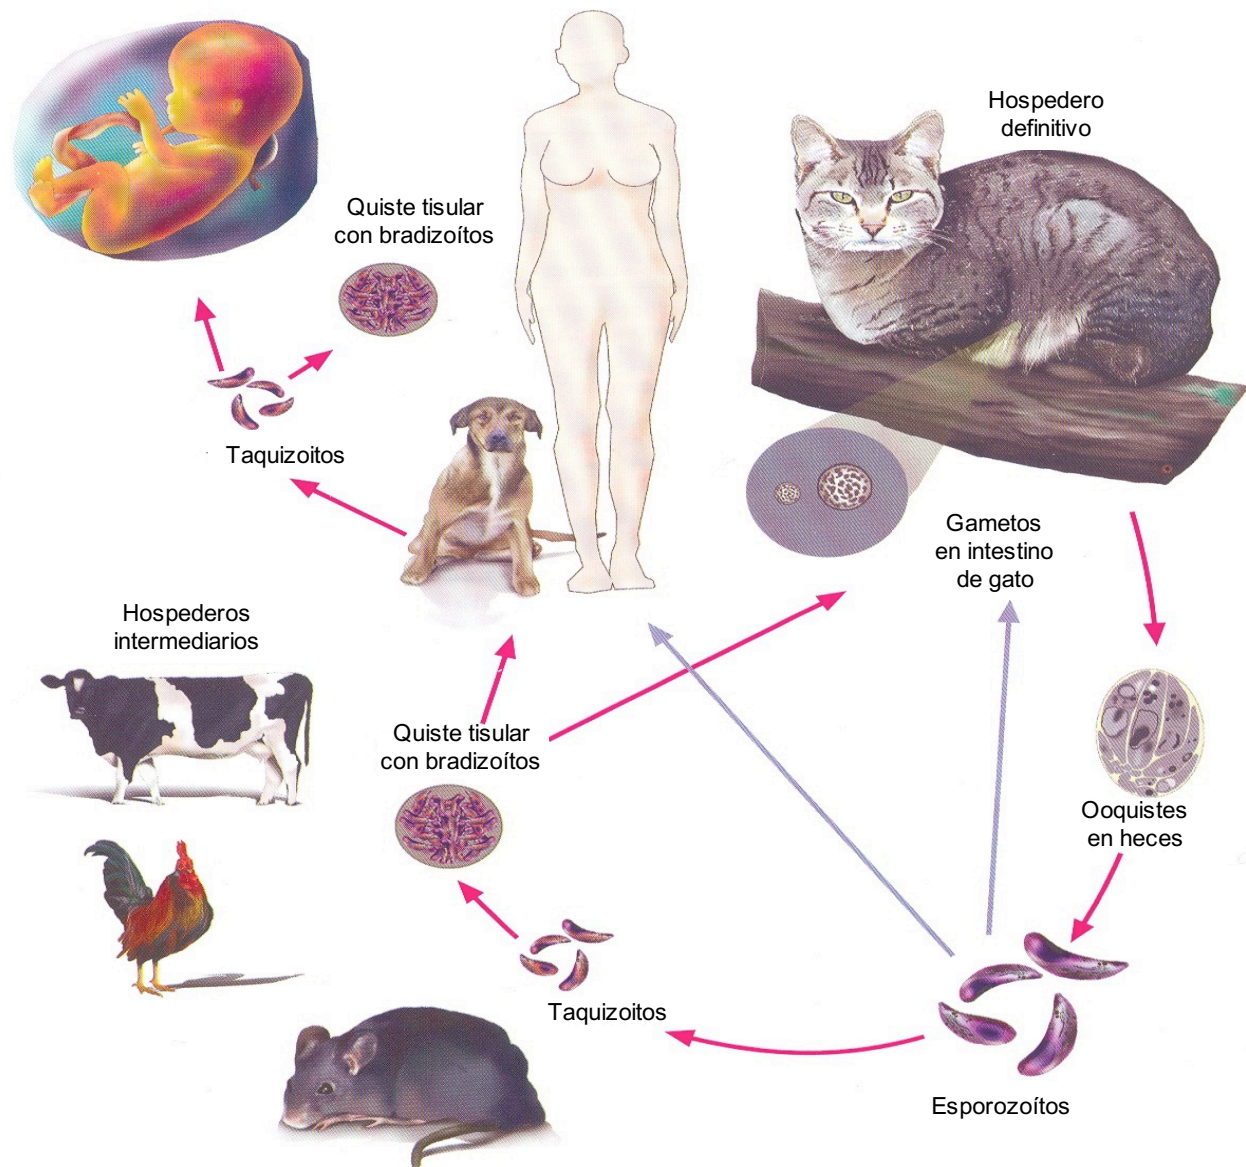 Hospedero
definitivo
Quiste tisular
con bradizoítos
Taquizoitos
Gametos
en intestino
de gato
Hospederos
intermediarios
Quiste tisular
con bradizoítos
Ooquistes
en heces
Taquizoitos
Esporozoítos